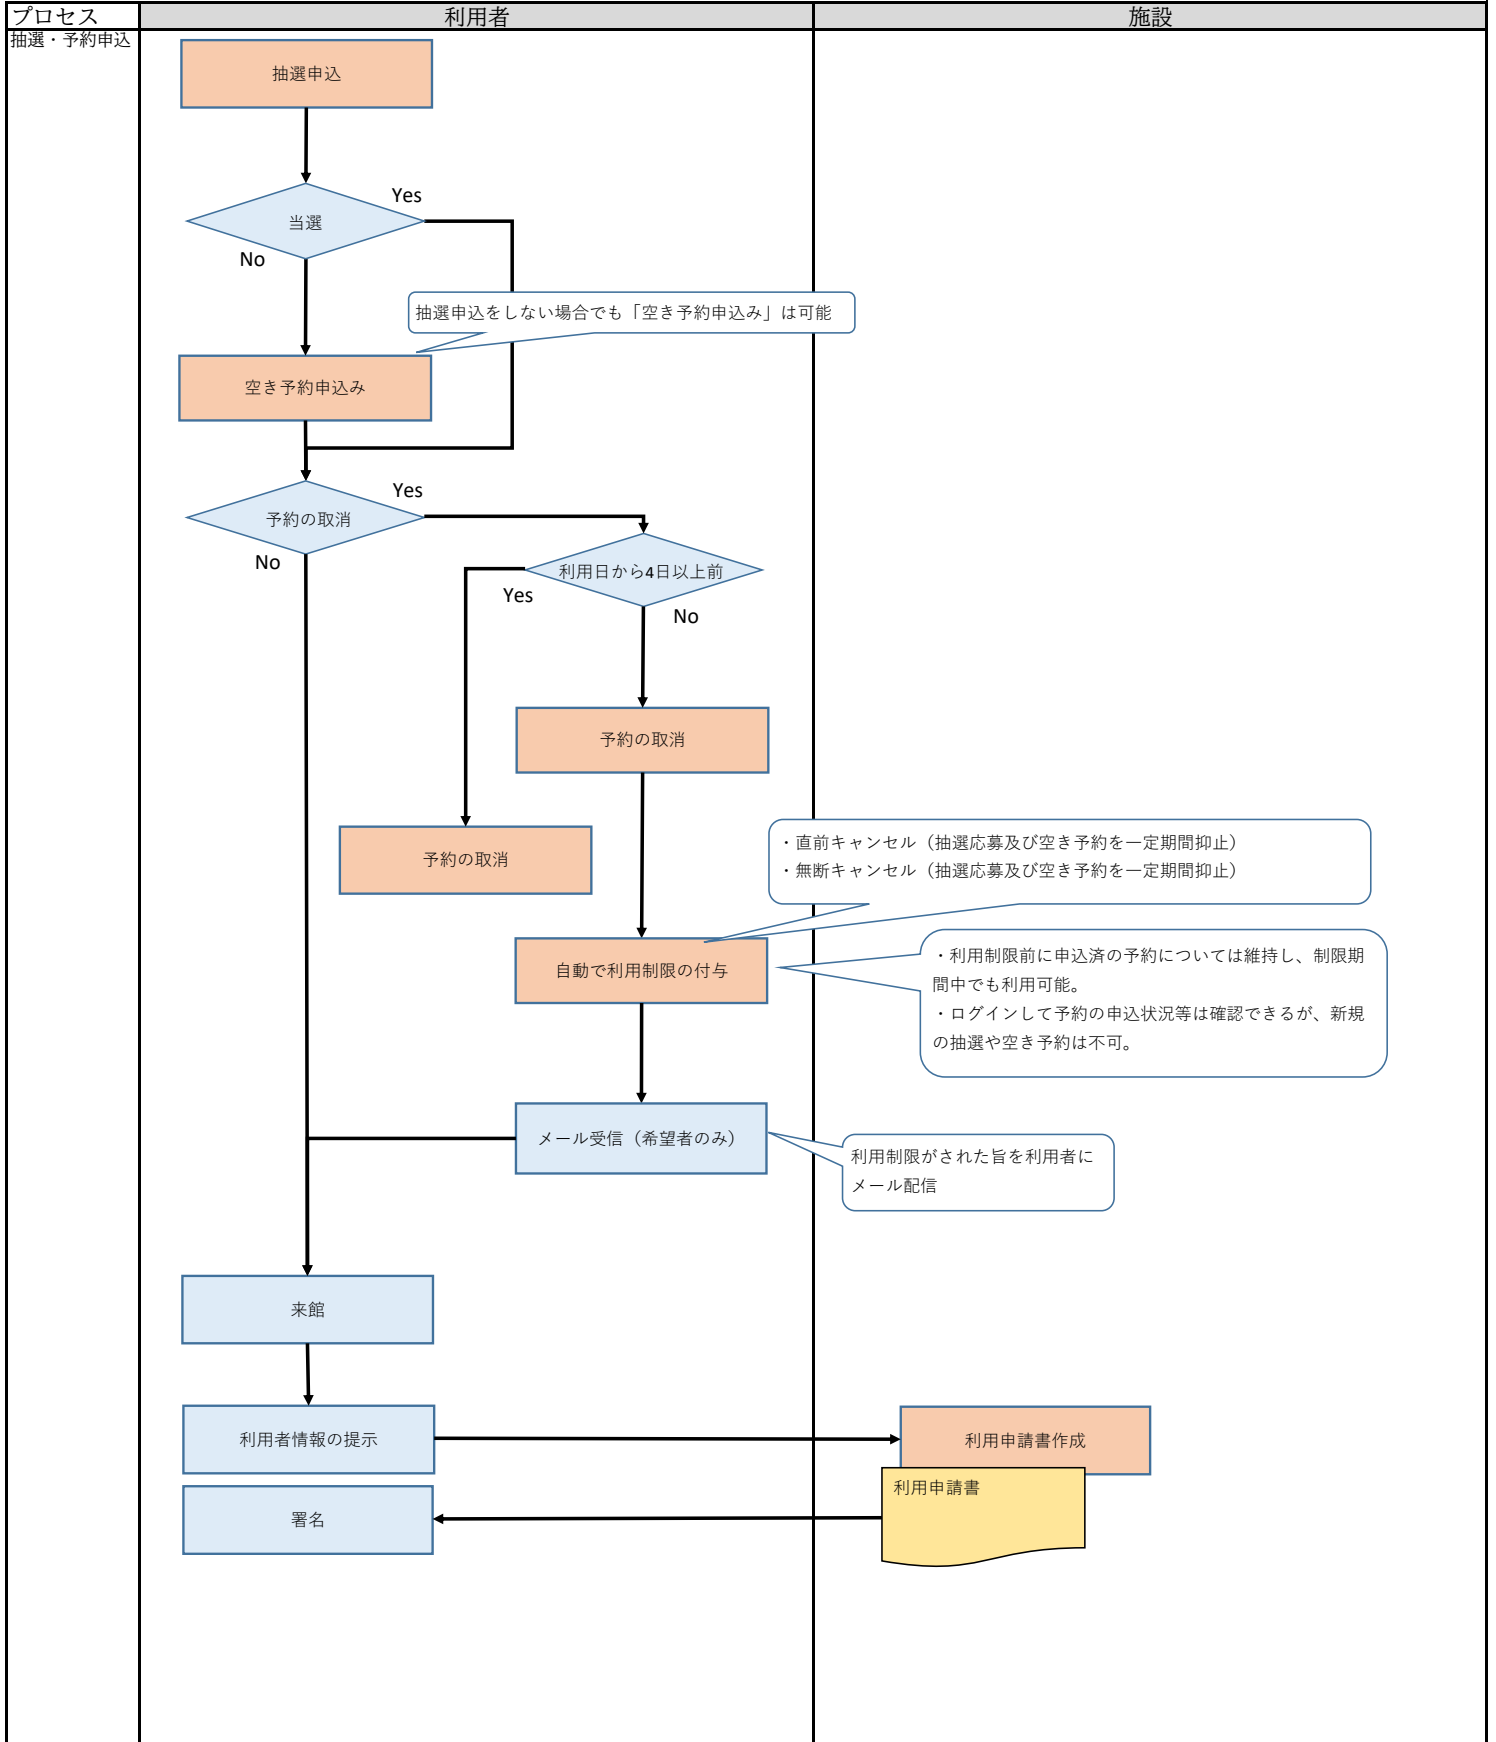 プロセス
利用者
施設
抽選・予約申込
抽選申込
Yes
当選
No
抽選申込をしない場合でも「空き予約申込み」は可能
空き予約申込み
Yes
予約の取消
No
利用日から4日以上前
Yes
No
予約の取消
予約の取消
・直前キャンセル（抽選応募及び空き予約を一定期間抑止）
・無断キャンセル（抽選応募及び空き予約を一定期間抑止）
自動で利用制限の付与
・利用制限前に申込済の予約については維持し、制限期
間中でも利用可能。
・ログインして予約の申込状況等は確認できるが、新規
の抽選や空き予約は不可。
メール受信（希望者のみ）
利用制限がされた旨を利用者に
メール配信
来館
利用者情報の提示
利用申請書作成
利用申請書
署名